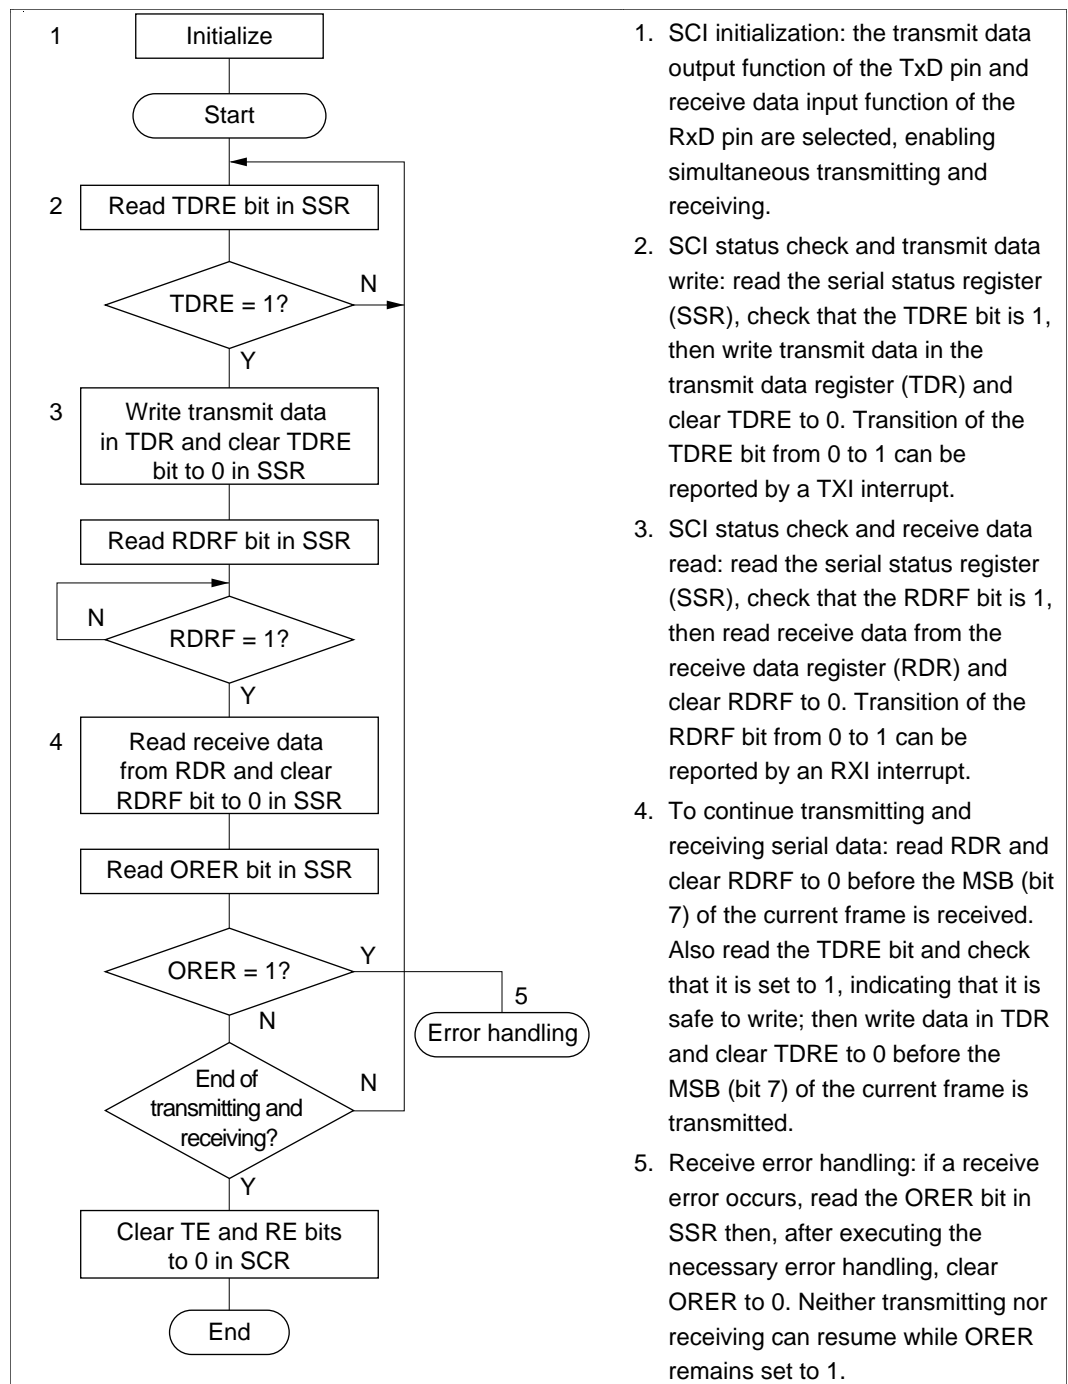 1
Initialize
Start
2
Read TDRE bit in SSR
TDRE = 1?
N
Y
3
Write transmit data
in TDR and clear TDRE
bit to 0 in SSR
Read RDRF bit in SSR
N
RDRF = 1?
Y
4
Read receive data
from RDR and clear
RDRF bit to 0 in SSR
Read ORER bit in SSR
ORER = 1?
Y
N
5
Error handling
End of
transmitting and
receiving?
N
Y
Clear TE and RE bits
to 0 in SCR
End
1. SCI initialization: the transmit data
output function of the TxD pin and
receive data input function of the
RxD pin are selected, enabling
simultaneous transmitting and
receiving.
2. SCI status check and transmit data
write: read the serial status register
(SSR), check that the TDRE bit is 1,
then write transmit data in the
transmit data register (TDR) and
clear TDRE to 0. Transition of the
TDRE bit from 0 to 1 can be
reported by a TXI interrupt.
3. SCI status check and receive data
read: read the serial status register
(SSR), check that the RDRF bit is 1,
then read receive data from the
receive data register (RDR) and
clear RDRF to 0. Transition of the
RDRF bit from 0 to 1 can be
reported by an RXI interrupt.
4. To continue transmitting and
receiving serial data: read RDR and
clear RDRF to 0 before the MSB (bit
7) of the current frame is received.
Also read the TDRE bit and check
that it is set to 1, indicating that it is
safe to write; then write data in TDR
and clear TDRE to 0 before the
MSB (bit 7) of the current frame is
transmitted.
5. Receive error handling: if a receive
error occurs, read the ORER bit in
SSR then, after executing the
necessary error handling, clear
ORER to 0. Neither transmitting nor
receiving can resume while ORER
remains set to 1.